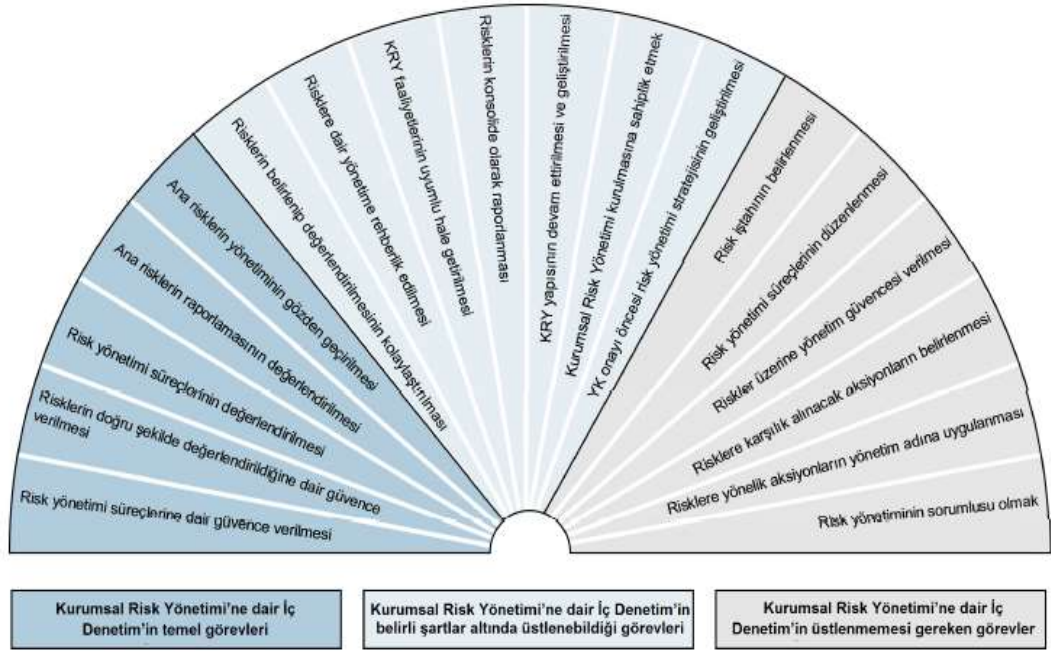 Risk yönetimi süreçlerine dair güvence verilmesi
Risklerin doğru şekilde değerlendirildiğine dair güvence
verilmesi
Risk yönetimi süreçlerinin değerlendirilmesi
Ana risklerin raporlamasının değerlendirilmesi
Ana risklerin yönetiminin gözden geçirilmesi
Risklerin belirlenip değerlendirilmesinin kolaylaştırılması
Risklere dair yönetime rehberlik edilmesi
KRY faaliyetlerinin uyumlu hale getirilmesi
Risklerin konsolide olarak raporlanması
KRY yapısının devam ettirilmesi ve geliştirilmesi
Kurumsal Risk Yönetimi kurulmasına sahiplik etmek
YK onayı öncesi risk yönetimi stratejisinin geliştirilmesi
Risk iştahının belirlenmesi
Risk yönetimi süreçlerinin düzenlenmesi
Riskler üzerine yönetim güvencesi verilmesi
Risklere karşılık alınacak aksiyonların belirlenmesi
Risklere yönelik aksiyonların yönetim adına uygulanması
Risk yönetiminin sorumlusu olmak
Kurumsal Risk Yönetimi’ne dair İç
Denetim’in temel görevleri
Kurumsal Risk Yönetimi’ne dair İç Denetim’in
belirli şartlar altında üstlenebildiği görevleri
Kurumsal Risk Yönetimi’ne dair İç
Denetim’in üstlenmemesi gereken görevler